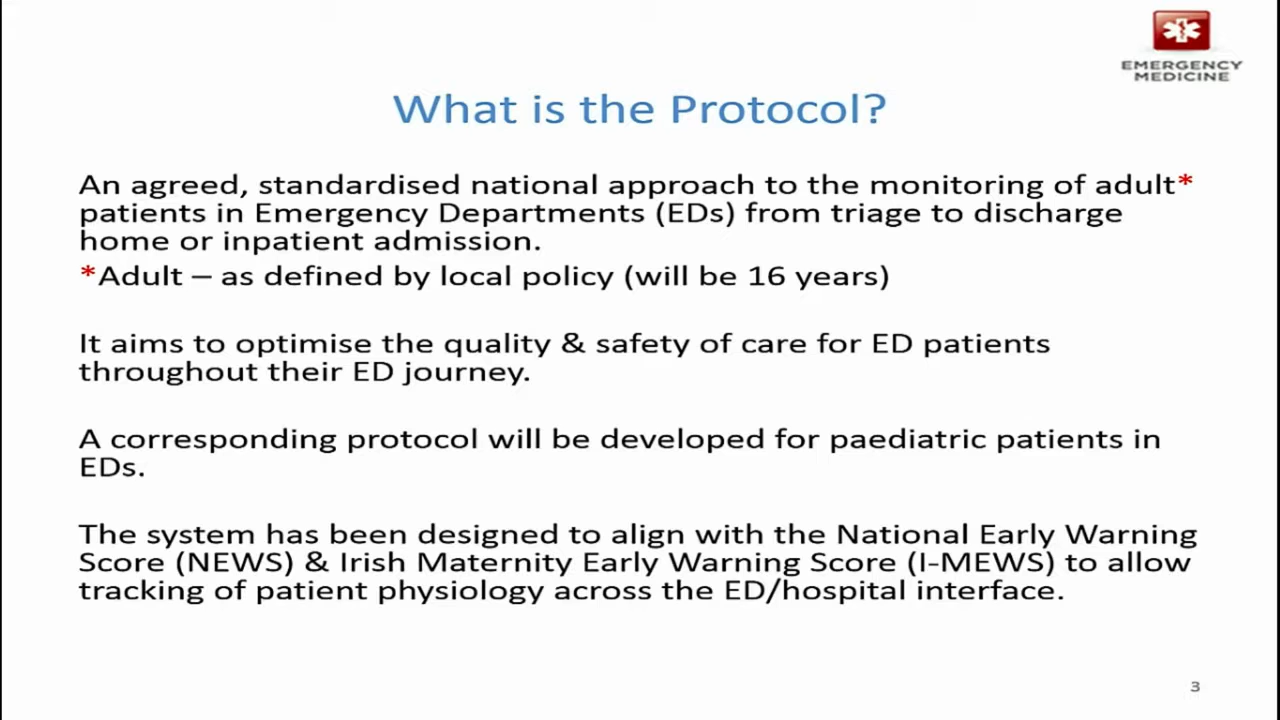 EMERGENCY
MEDICINE
What is the Protocol?
An agreed, standardised national approach to the monitoring of adult*
patients in Emergency Departments (EDs) from triage to discharge
home or inpatient admission.
*Adult – as defined by local policy (will be 16 years)
It aims to optimise the quality & safety of care for ED patients
throughout their ED journey.
A corresponding protocol will be developed for paediatric patients in
EDs.
The system has been designed to align with the National Early Warning
Score (NEWS) & Irish Maternity Early Warning Score (I-MEWS) to allow
tracking of patient physiology across the ED/hospital interface.
3